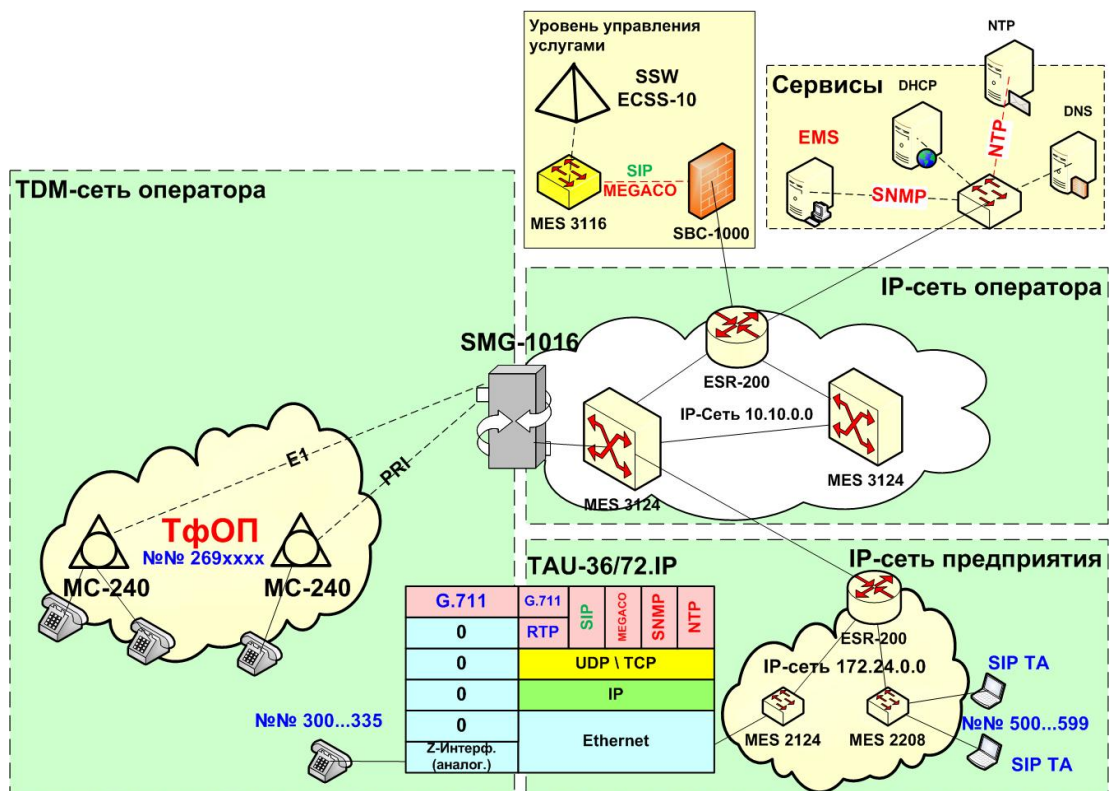 Уровень управления
услугами
SSW
ECSS-10
SIP
MEGACO
MES 3116
SBC-1000
NTP
Сервисы
DHCP
DNS
EMS
NTP
SNMP
TDM-сеть оператора
IP-сеть оператора
SMG-1016
ESR-200
IP-Сеть 10.10.0.0
MES 3124
MES 3124
E1
PRI
ТфОП
№№ 269xxxx
МС-240
МС-240
TAU-36/72.IP
IP-сеть предприятия
G.711
G.711
SIP
MEGACO
SNMP
NTP
0
RTP
0
UDP \ TCP
0
IP
0
Ethernet
Z-Интерф.
(аналог.)
№№ 300...335
ESR-200
IP-сеть 172.24.0.0
SIP TA
MES 2124
MES 2208
№№ 500...599
SIP TA